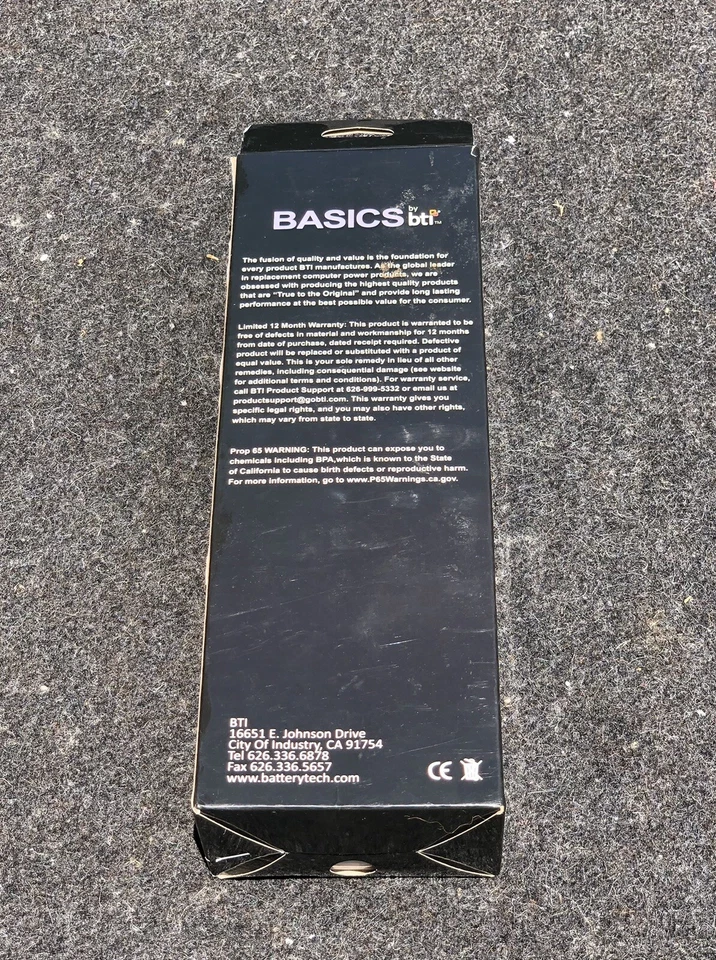 BASICS by bti™
The fusion of quality and value is the foundation for
every product BTI manufactures. As the global leader
in replacement computer power products, we are
obsessed with producing the highest quality products
that are "True to the Original" and provide long lasting
performance at the best possible value for the consumer.
Limited 12 Month Warranty: This product is warranted to be
free of defects in material and workmanship for 12 months
from date of purchase, dated receipt required. Defective
product will be replaced or substituted with a product of
equal value. This is your sole remedy in lieu of all other
remedies, including consequential damage (see website
for additional terms and conditions). For warranty service,
call BTI Product Support at 626-999-5332 or email us at
productsupport@gobti.com. This warranty gives you
specific legal rights, and you may also have other rights,
which may vary from state to state.
Prop 65 WARNING: This product can expose you to
chemicals including BPA,which is known to the State
of California to cause birth defects or reproductive harm.
For more information, go to www.P65Warnings.ca.gov.
BTI
16651 E. Johnson Drive
City Of Industry, CA 91754
Tel 626.336.6878
Fax 626.336.5657
www.batterytech.com
CE